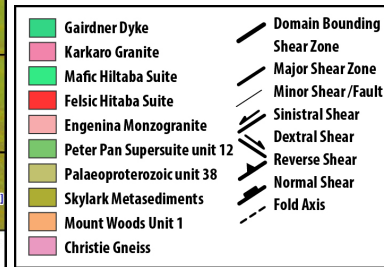 Gairdner Dyke
Karkaro Granite
Mafic Hiltaba Suite
Felsic Hitaba Suite
Engenina Monzogranite
Peter Pan Supersuite unit 12
Palaeoproterozoic unit 38
Skylark Metasediments
Mount Woods Unit 1
Christie Gneiss
Domain Bounding
Shear Zone
Major Shear Zone
Minor Shear /Fault
Sinistral Shear
Dextral Shear
Reverse Shear
Normal Shear
Fold Axis